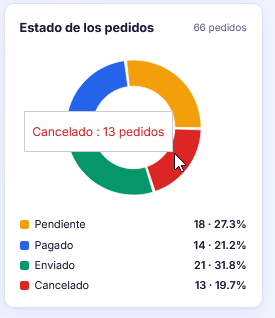 Estado de los pedidos 66 pedidos
Cancelado : 13 pedidos
Pendiente 18 · 27.3%
Pagado 14 · 21.2%
Enviado 21 · 31.8%
Cancelado 13 · 19.7%